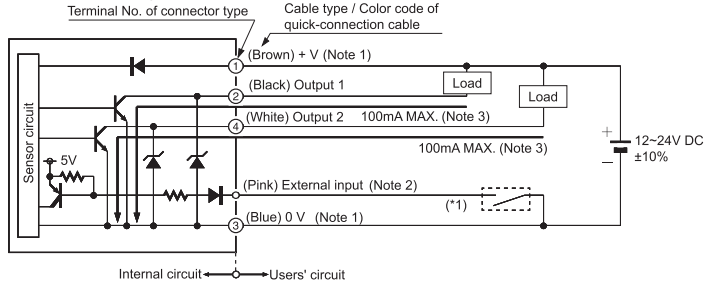 Terminal No. of connector type
Cable type / Color code of
quick-connection cable
(Brown) + V (Note 1)
1
(Black) Output 1
2
Load
Load
100mA MAX. (Note 3)
(White) Output 2
4
100mA MAX. (Note 3)
Sensor circuit
5V
+
12~24V DC
±10%
−
(Pink) External input (Note 2)
(*1)
(Blue) 0 V (Note 1)
3
Internal circuit
Users' circuit